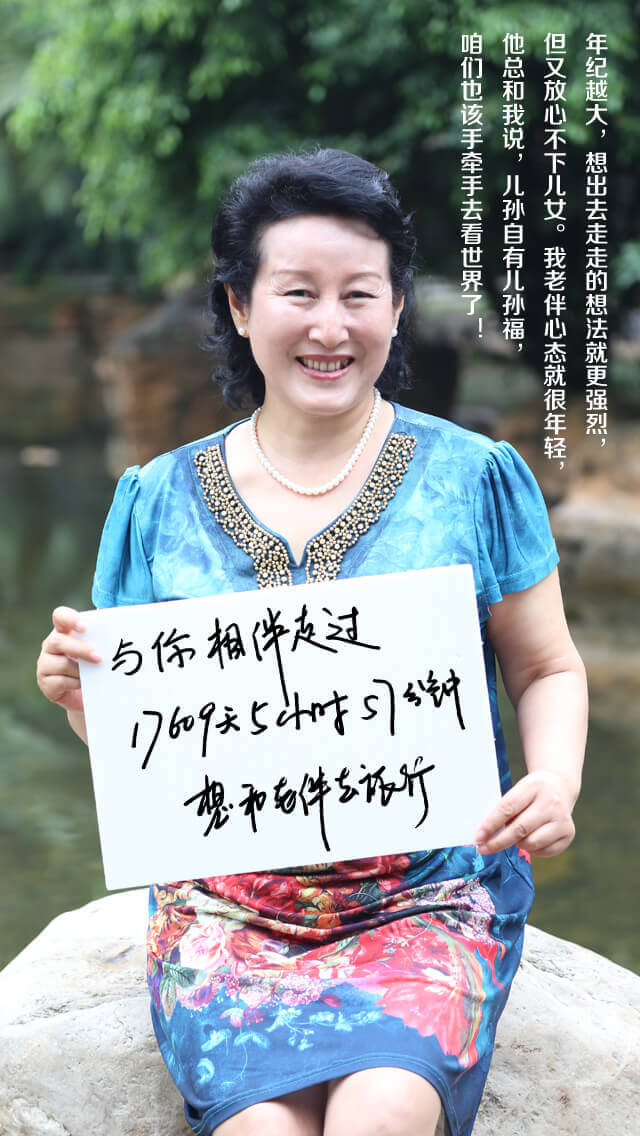 年纪越大，想出去走走的想法就更强烈，
但又放心不下儿女。我老伴心态就很年轻，
他总和我说，儿孙自有儿孙福，
咱们也该手牵手去看世界了！
与你相伴走过
17609天5小时57分钟
想和老伴去旅行